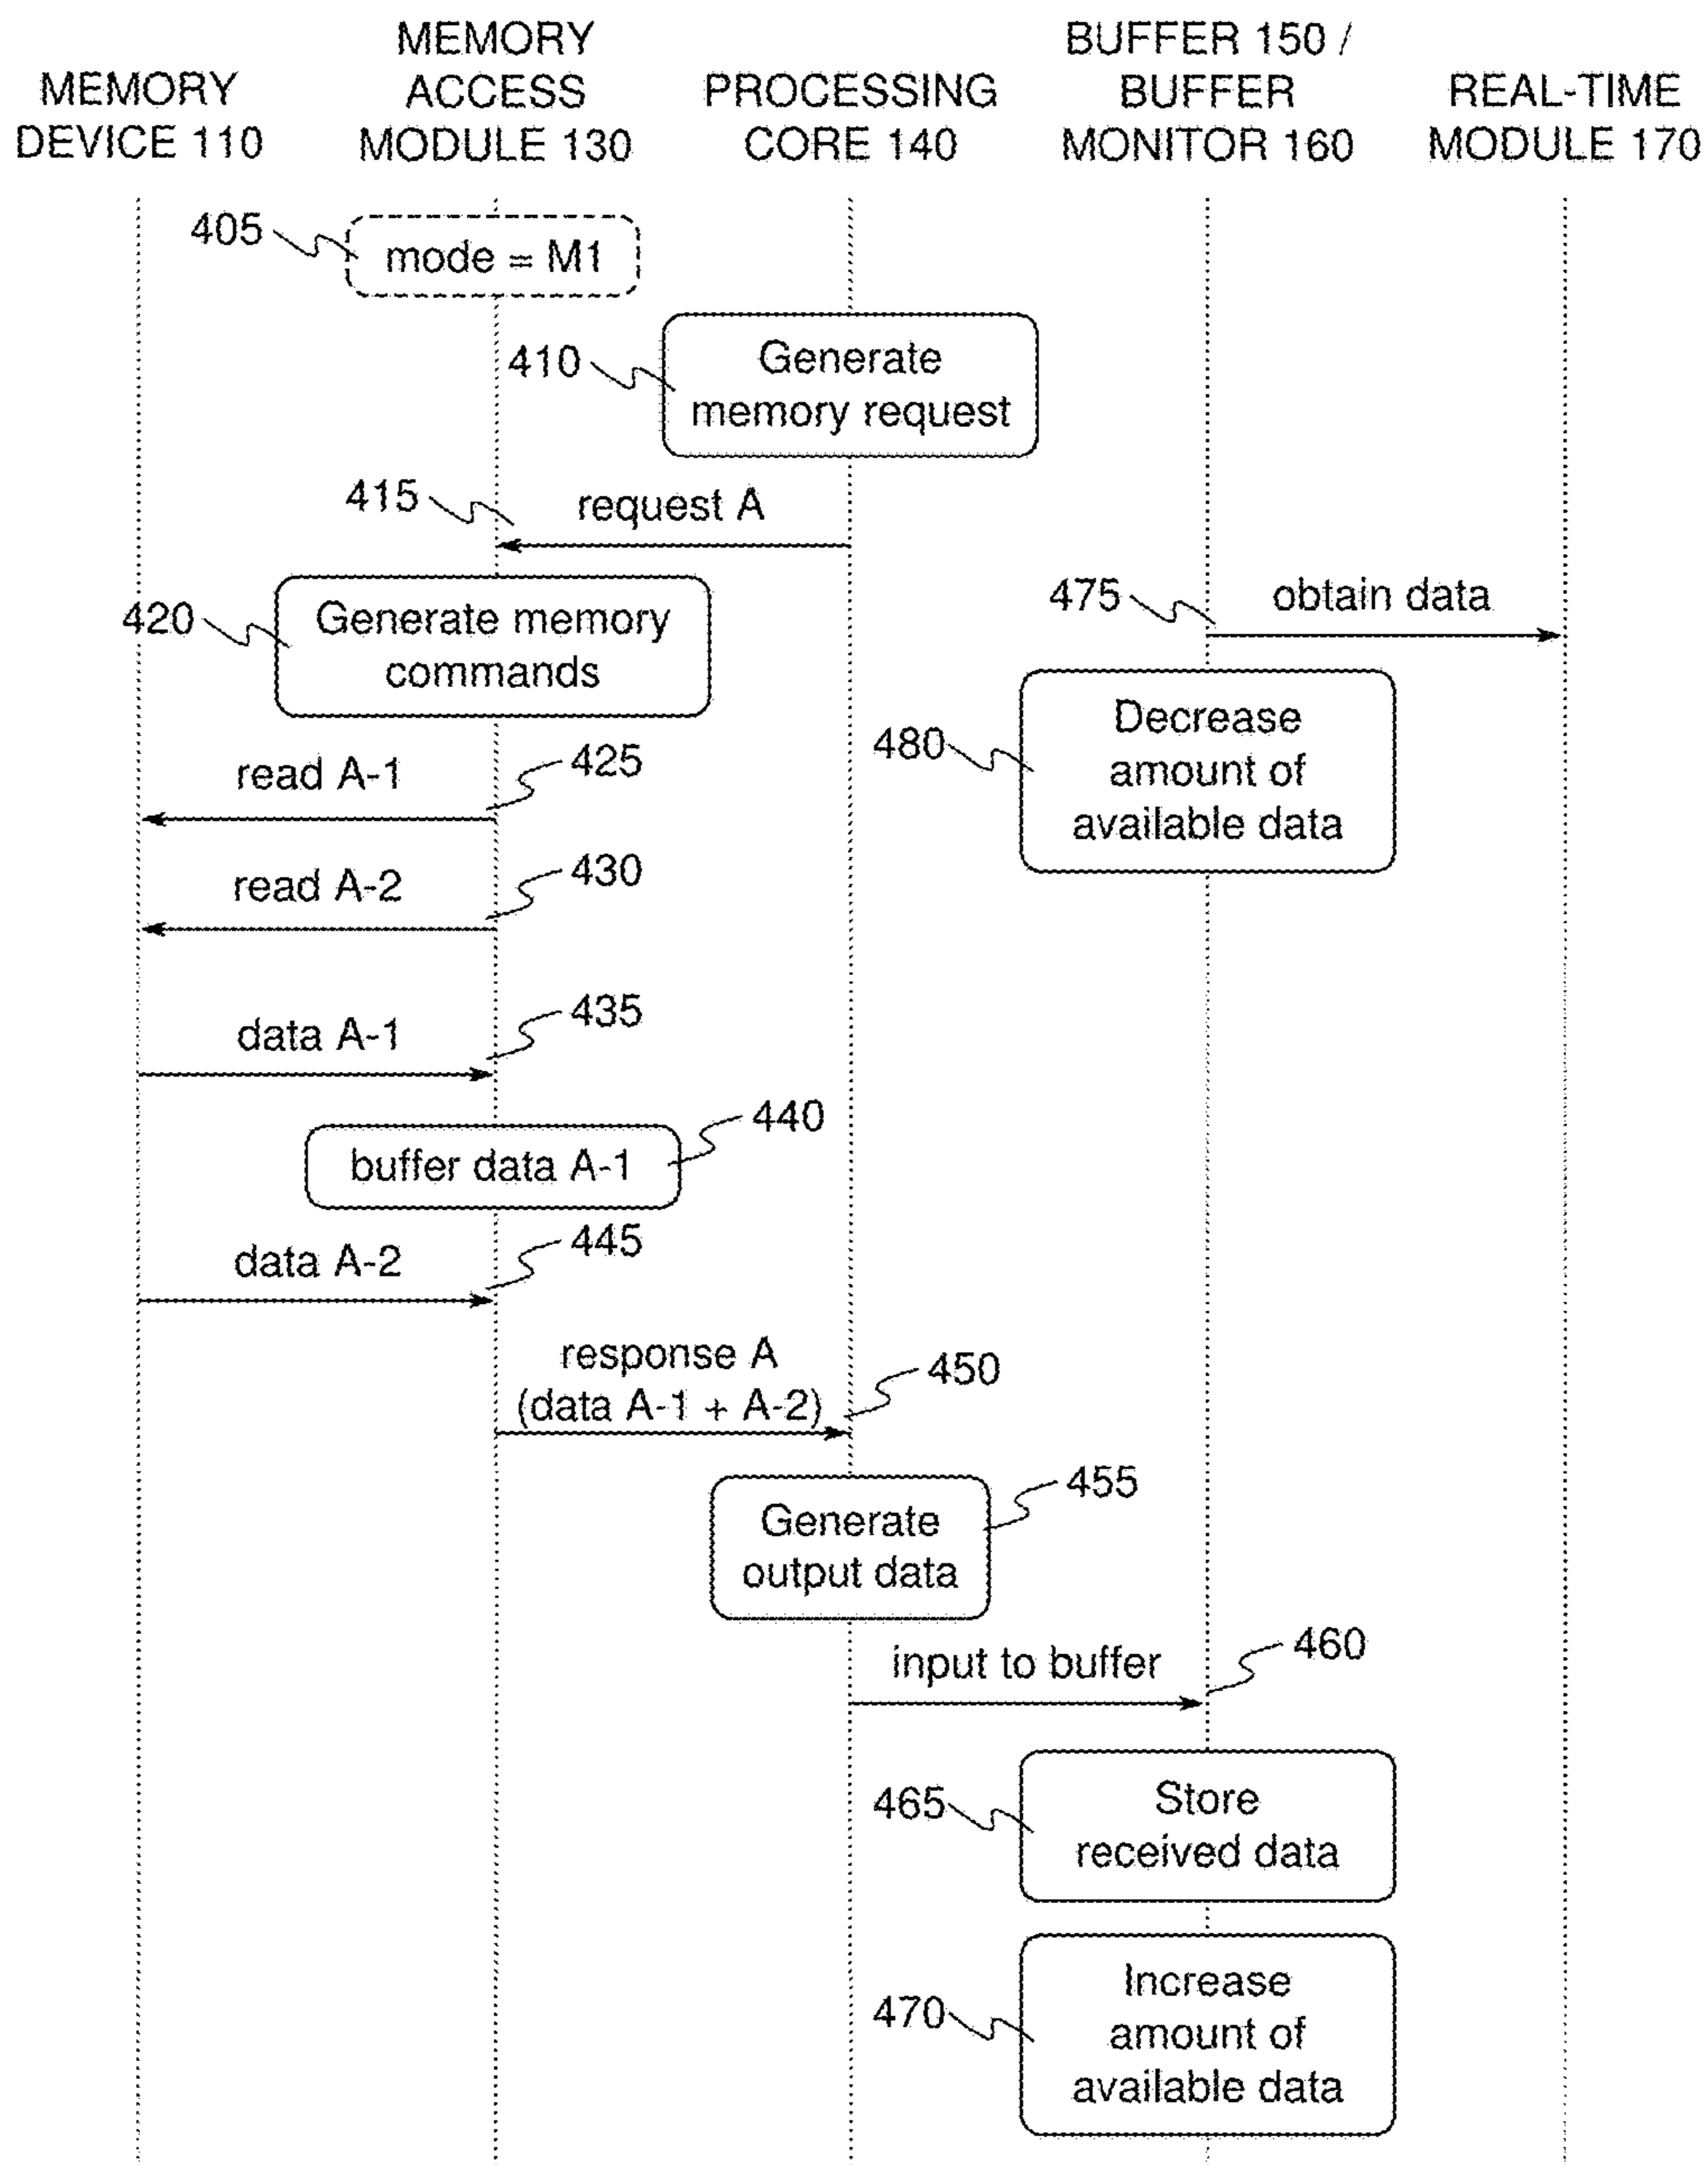 MEMORY
DEVICE 110
MEMORY
ACCESS
MODULE 130
PROCESSING
CORE 140
BUFFER 150 /
BUFFER
MONITOR 160
REAL-TIME
MODULE 170
405
mode = M1
410
Generate
memory request
415
request A
420
Generate memory
commands
475
obtain data
480
Decrease
amount of
available data
read A-1
425
read A-2
430
data A-1
435
buffer data A-1
440
data A-2
445
response A
(data A-1 + A-2)
450
Generate
output data
455
input to buffer
460
465
Store
received data
470
Increase
amount of
available data